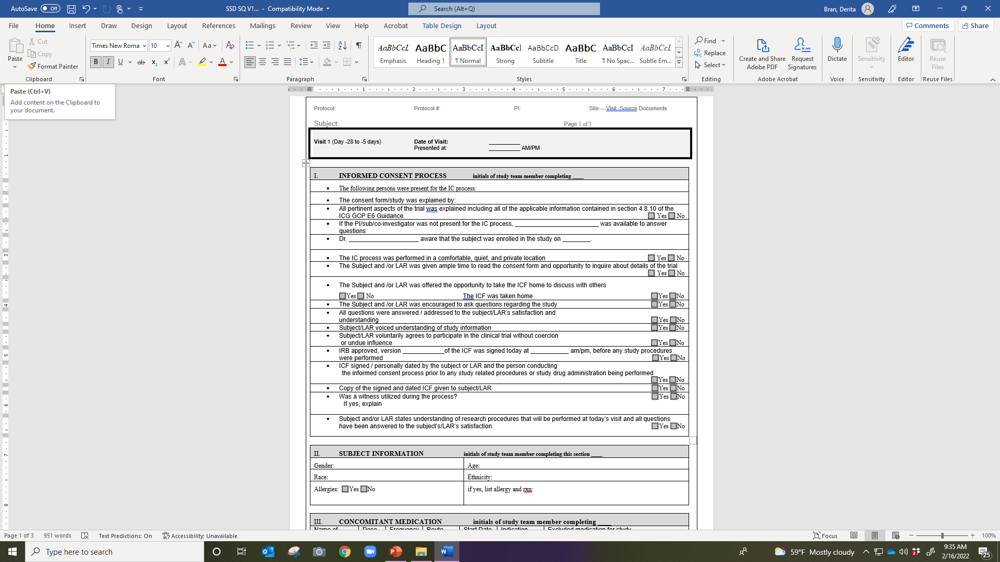 AutoSave Off SSD SQ V1... - Compatibility Mode Search (Alt+Q) Bran, Derita
File Home Insert Draw Design Layout References Mailings Review View Help Acrobat Table Design Layout Comments Share
Paste Cut Copy Format Painter
Clipboard
Times New Roma 10
Font
Paragraph
AaBbCcL AaBbC AaBbCcI AaBbCcl AaBbCcD AaBbC AaBbCcI AaBbCcL
Emphasis Heading 1 ¶ Normal Strong Subtitle Title ¶ No Spac... Subtle Em...
Styles
Find
Replace
Select
Editing
Create and Share Adobe PDF
Request Signatures
Adobe Acrobat
Dictate
Voice
Sensitivity
Sensitivity
Editor
Editor
Reuse Files
Reuse Files
Paste (Ctrl+V)
Add content on the Clipboard to
your document.
Protocol: Protocol #: PI: Site----Visit Source Documents
Subject: Page 1 of 3
Visit 1 (Day -28 to -5 days) Date of Visit: _________
Presented at: _________ AM/PM
I. INFORMED CONSENT PROCESS initials of study team member completing ____
• The following persons were present for the IC process:
• The consent form/study was explained by:
• All pertinent aspects of the trial was explained including all of the applicable information contained in section 4.8.10 of the
ICG GCP E6 Guidance. Yes No
• If the PI/sub/co-investigator was not present for the IC process, ________________________ was available to answer
questions
• Dr. ____________________ aware that the subject was enrolled in the study on ________.
• The IC process was performed in a comfortable, quiet, and private location Yes No
• The Subject and /or LAR was given ample time to read the consent form and opportunity to inquire about details of the trial
Yes No
• The Subject and /or LAR was offered the opportunity to take the ICF home to discuss with others
Yes No The ICF was taken home Yes No
• The Subject and /or LAR was encouraged to ask questions regarding the study Yes No
• All questions were answered / addressed to the subject/LAR's satisfaction and
understanding Yes No
• Subject/LAR voiced understanding of study information Yes No
• Subject/LAR voluntarily agrees to participate in the clinical trial without coercion
or undue influence Yes No
• IRB approved, version ____________of the ICF was signed today at ___________ am/pm, before any study procedures
were performed Yes No
• ICF signed / personally dated by the subject or LAR and the person conducting
the informed consent process prior to any study related procedures or study drug administration being performed
Yes No
• Copy of the signed and dated ICF given to subject/LAR Yes No
• Was a witness utilized during the process? Yes No
If yes, explain
• Subject and/or LAR states understanding of research procedures that will be performed at today's visit and all questions
have been answered to the subject's/LAR's satisfaction. Yes No
II. SUBJECT INFORMATION initials of study team member completing this section ____
Gender: Age:
Race: Ethnicity:
Allergies: Yes No if yes, list allergy and rxn:
III. CONCOMITANT MEDICATION initials of study team member completing ____
Name of Dose Frequency Route Start Date Indication Excluded medication for study
Page 1 of 3 951 words Text Predictions: On Accessibility: Unavailable Focus 100%
Type here to search 59°F Mostly cloudy 9:35 AM
2/16/2022 25